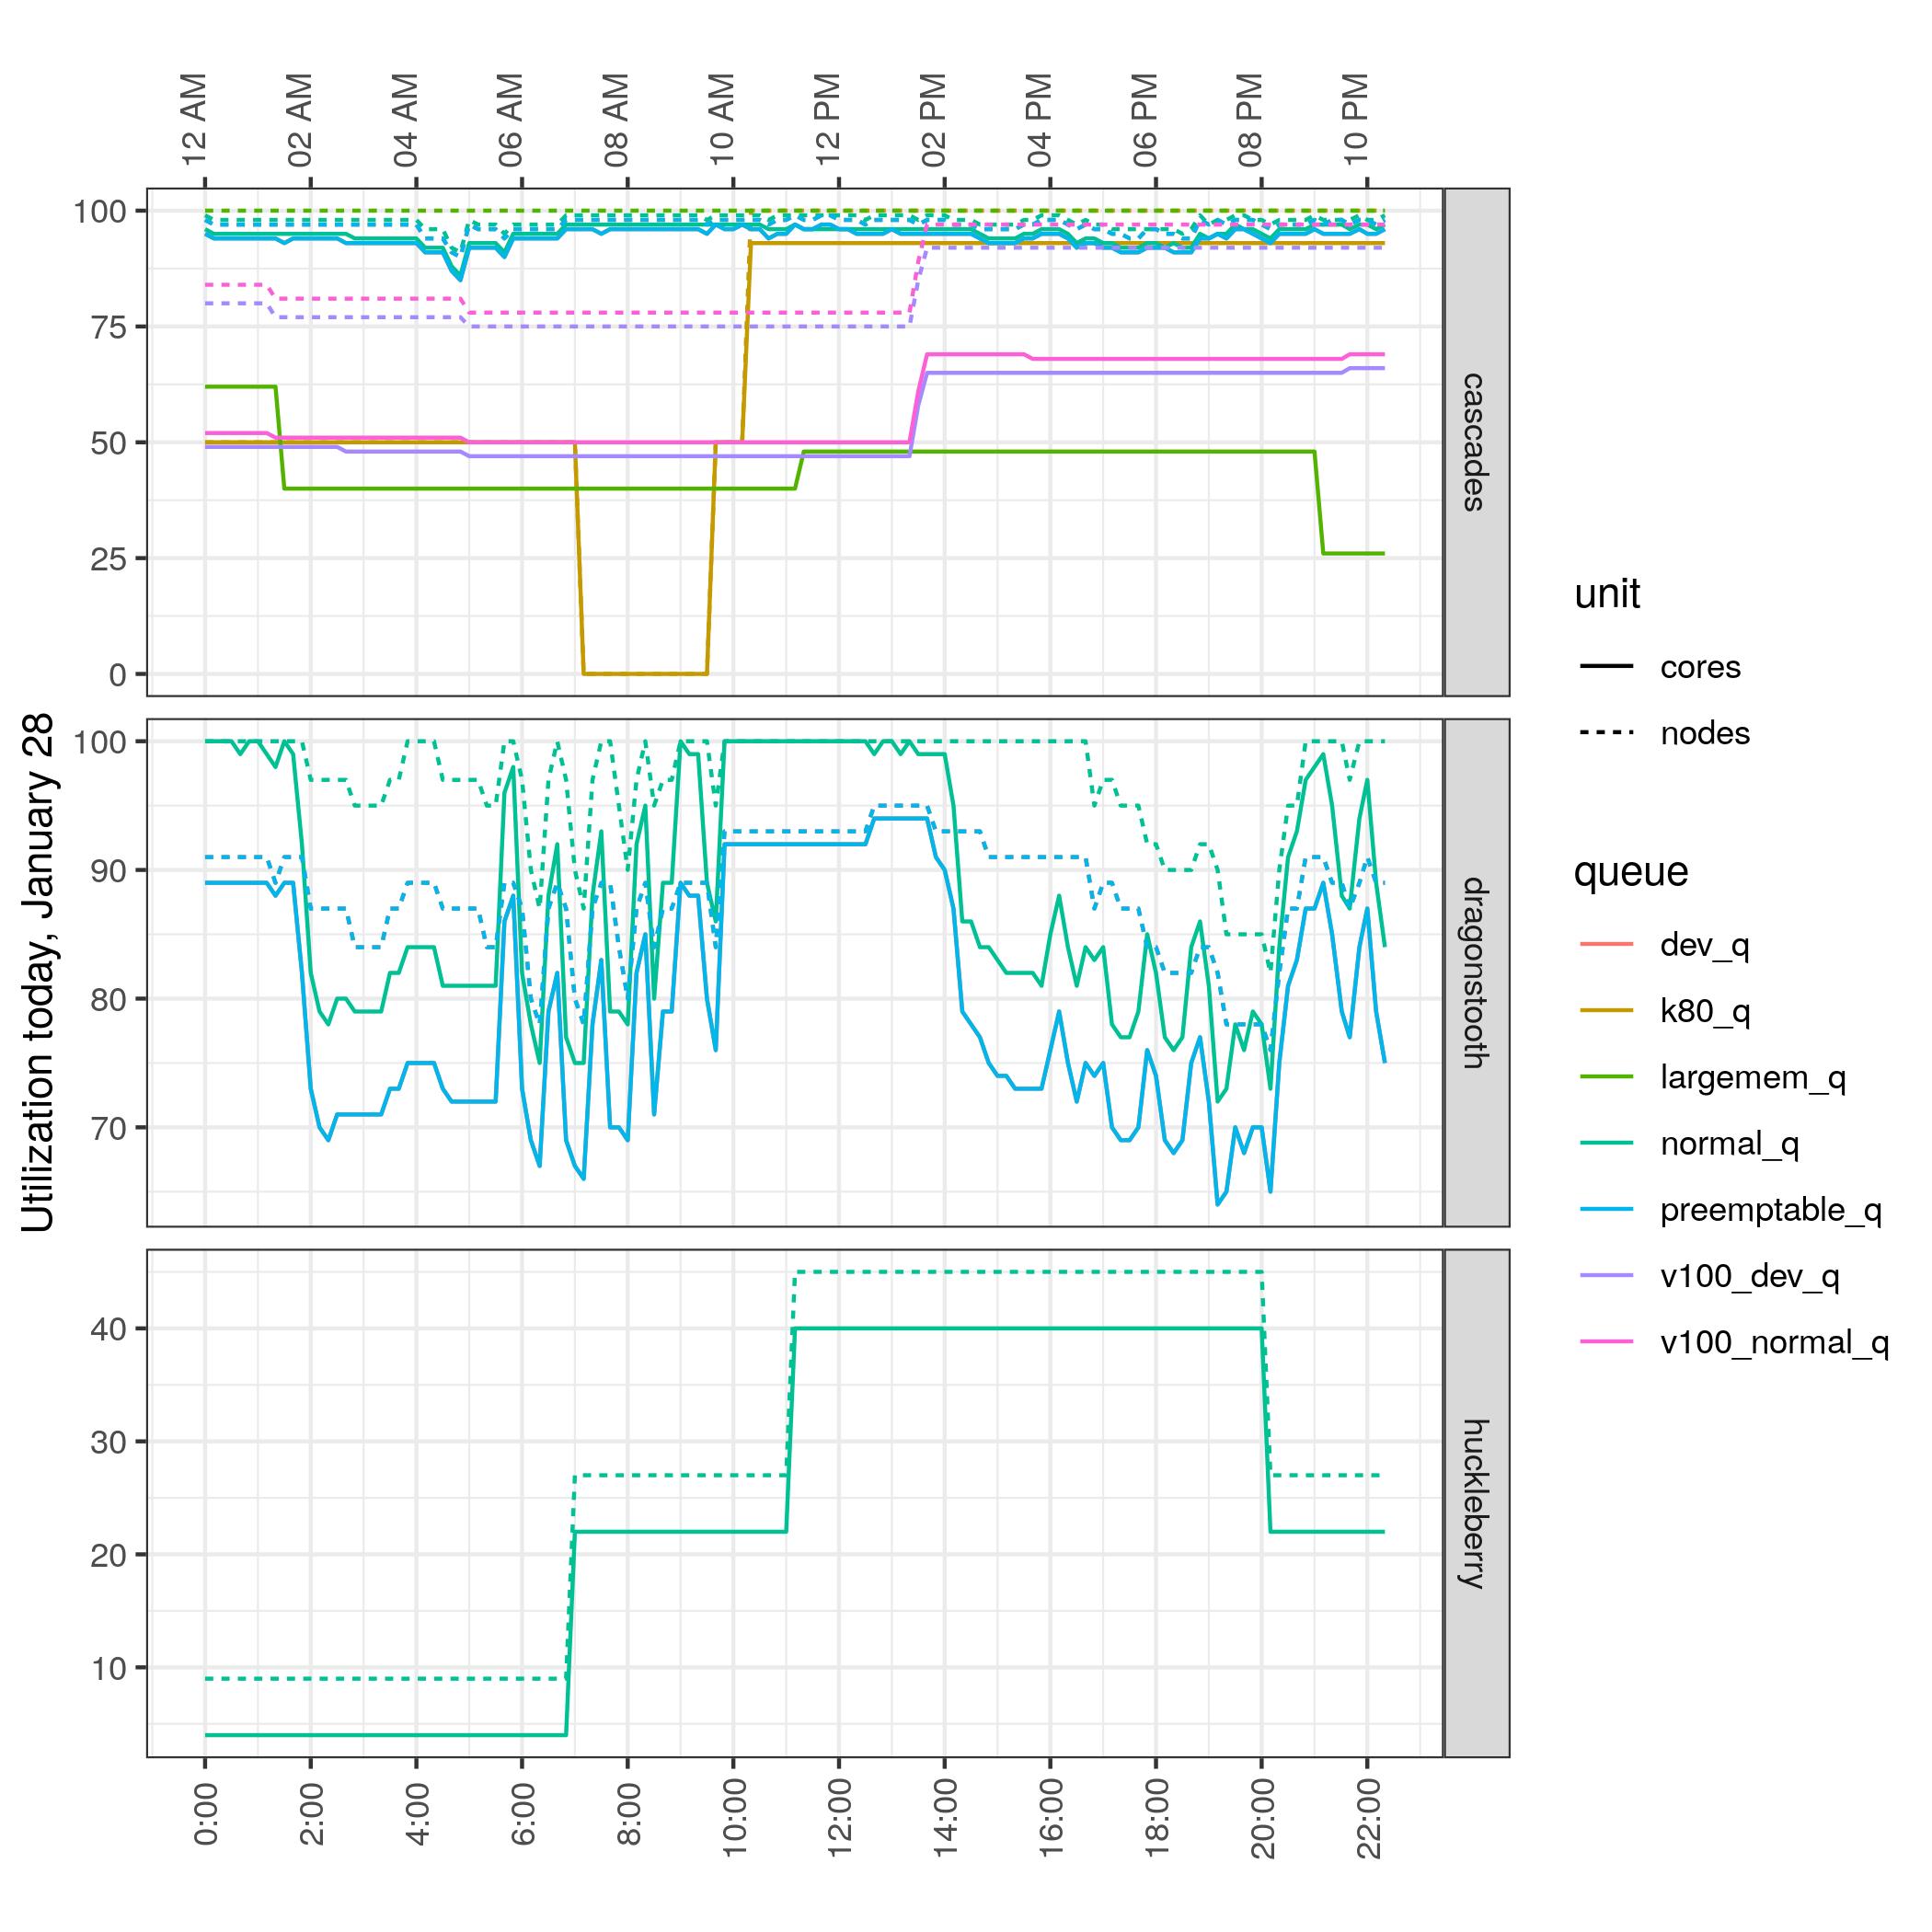 12 AM
02 AM
04 AM
06 AM
08 AM
10 AM
12 PM
02 PM
04 PM
06 PM
08 PM
10 PM
Utilization today, January 28
100
75
50
25
0
cascades
100
90
80
70
dragonstooth
40
30
20
10
huckleberry
0:00
2:00
4:00
6:00
8:00
10:00
12:00
14:00
16:00
18:00
20:00
22:00
unit
cores
nodes
queue
dev_q
k80_q
largemem_q
normal_q
preemptable_q
v100_dev_q
v100_normal_q